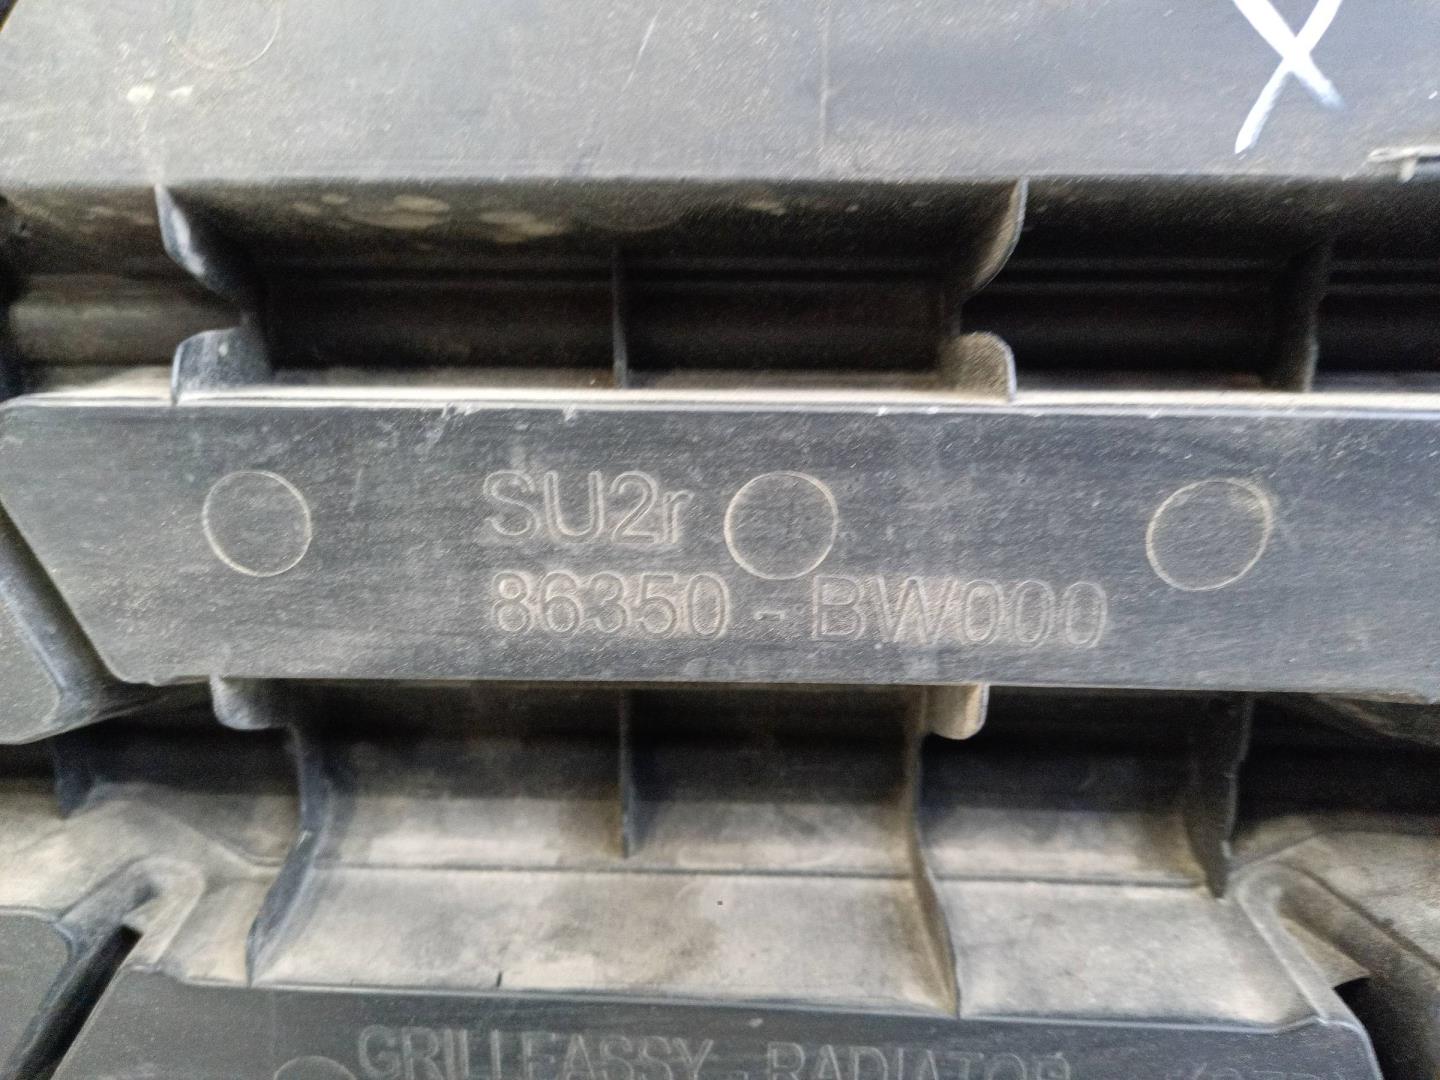 X
SU2r
86350 - BW000
GRILLEASSY - RADIATOR